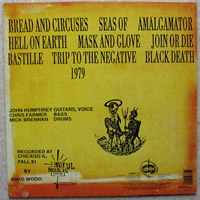 BREAD AND CIRCUSES SEAS OF AMALGAMATOR
HELL ON EARTH MASK AND GLOVE JOIN OR DIE
BASTILLE TRIP TO THE NEGATIVE BLACK DEATH
1979
JOHN HUMPHREY GUITARS, VOICE
CHRIS FARMER BASS
MICK BRENNAN DRUMS
RECORDED AT
CHICAGO IL
FALL 91
BY
BRAD WOOD